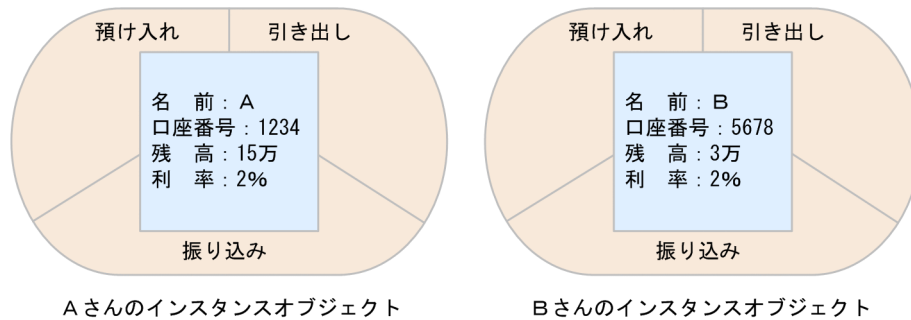 預け入れ 引き出し
名　前：A
口座番号：1234
残　高：15万
利　率：2%
振り込み
Aさんのインスタンスオブジェクト
預け入れ 引き出し
名　前：B
口座番号：5678
残　高：3万
利　率：2%
振り込み
Bさんのインスタンスオブジェクト